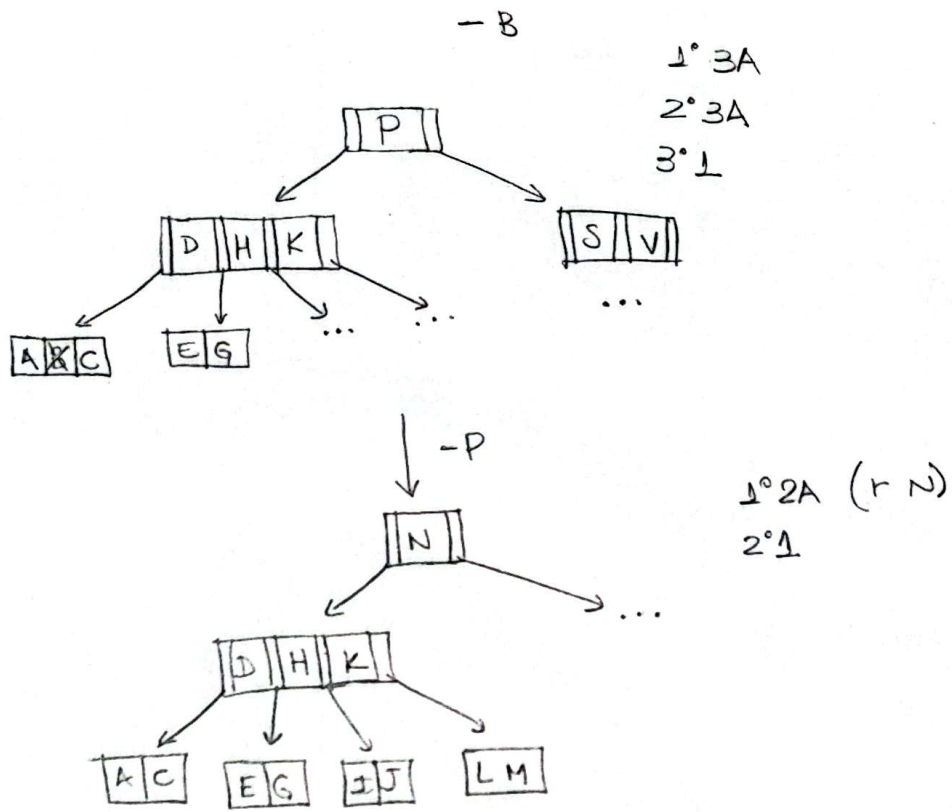 - B
1° 3A
2° 3A
3° 1
P
D H K
S V
A B C
E G
...
...
...
- P
1° 2A (r N)
2° 1
N
...
D H K
A C
E G
I J
L M